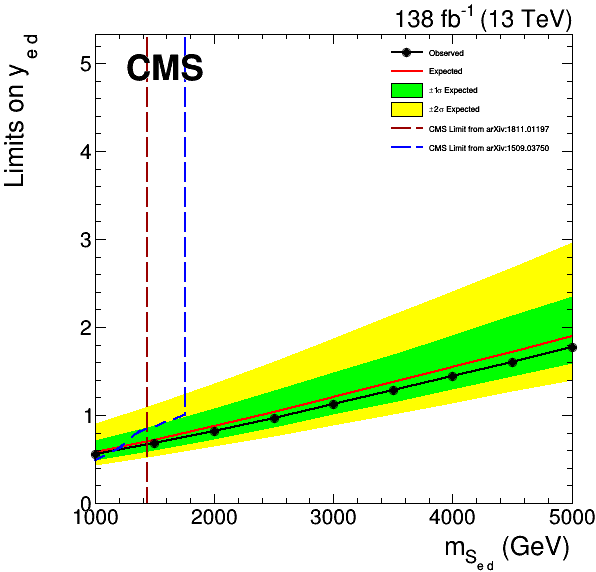 138 fb⁻¹ (13 TeV)
CMS
Observed
Expected
±1σ Expected
±2σ Expected
CMS Limit from arXiv:1811.01197
CMS Limit from arXiv:1509.03750
Limits on y_ed
5
4
3
2
1
0
1000 2000 3000 4000 5000
m_S_ed (GeV)